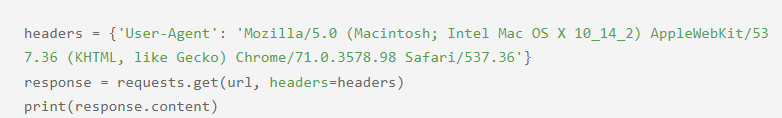 headers = {'User-Agent': 'Mozilla/5.0 (Macintosh; Intel Mac OS X 10_14_2) AppleWebKit/53
7.36 (KHTML, like Gecko) Chrome/71.0.3578.98 Safari/537.36'}
response = requests.get(url, headers=headers)
print(response.content)